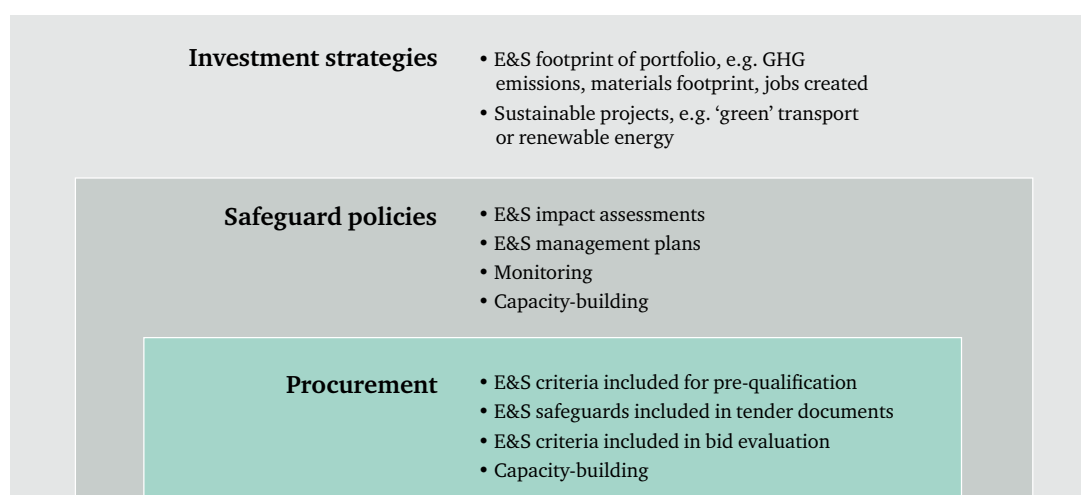 Investment strategies
• E&S footprint of portfolio, e.g. GHG
emissions, materials footprint, jobs created
• Sustainable projects, e.g. ‘green’ transport
or renewable energy
Safeguard policies
• E&S impact assessments
• E&S management plans
• Monitoring
• Capacity-building
Procurement
• E&S criteria included for pre-qualification
• E&S safeguards included in tender documents
• E&S criteria included in bid evaluation
• Capacity-building